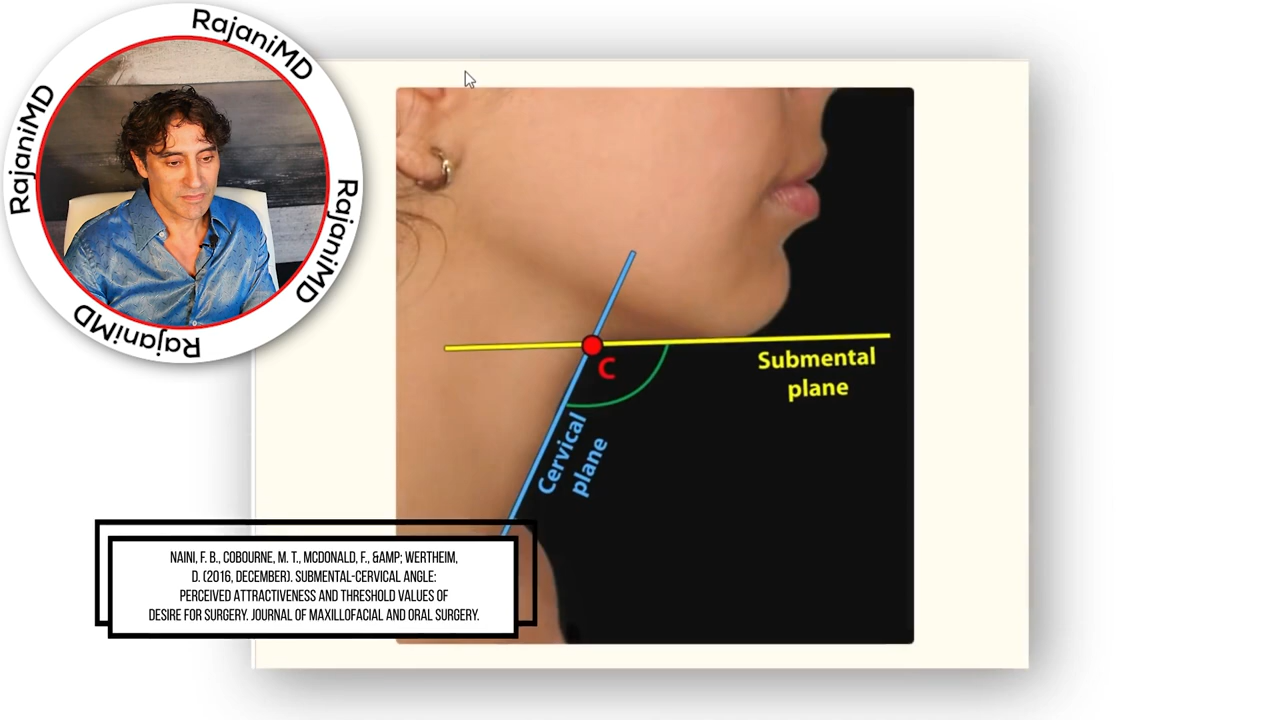 RajaniMD
RajaniMD
RajaniMD
RajaniMD
C
Submental
plane
Cervical
plane
NAINI, F. B., COBOURNE, M. T., MCDONALD, F., &AMP; WERTHEIM,
D. (2016, DECEMBER). SUBMENTAL-CERVICAL ANGLE:
PERCEIVED ATTRACTIVENESS AND THRESHOLD VALUES OF
DESIRE FOR SURGERY. JOURNAL OF MAXILLOFACIAL AND ORAL SURGERY.